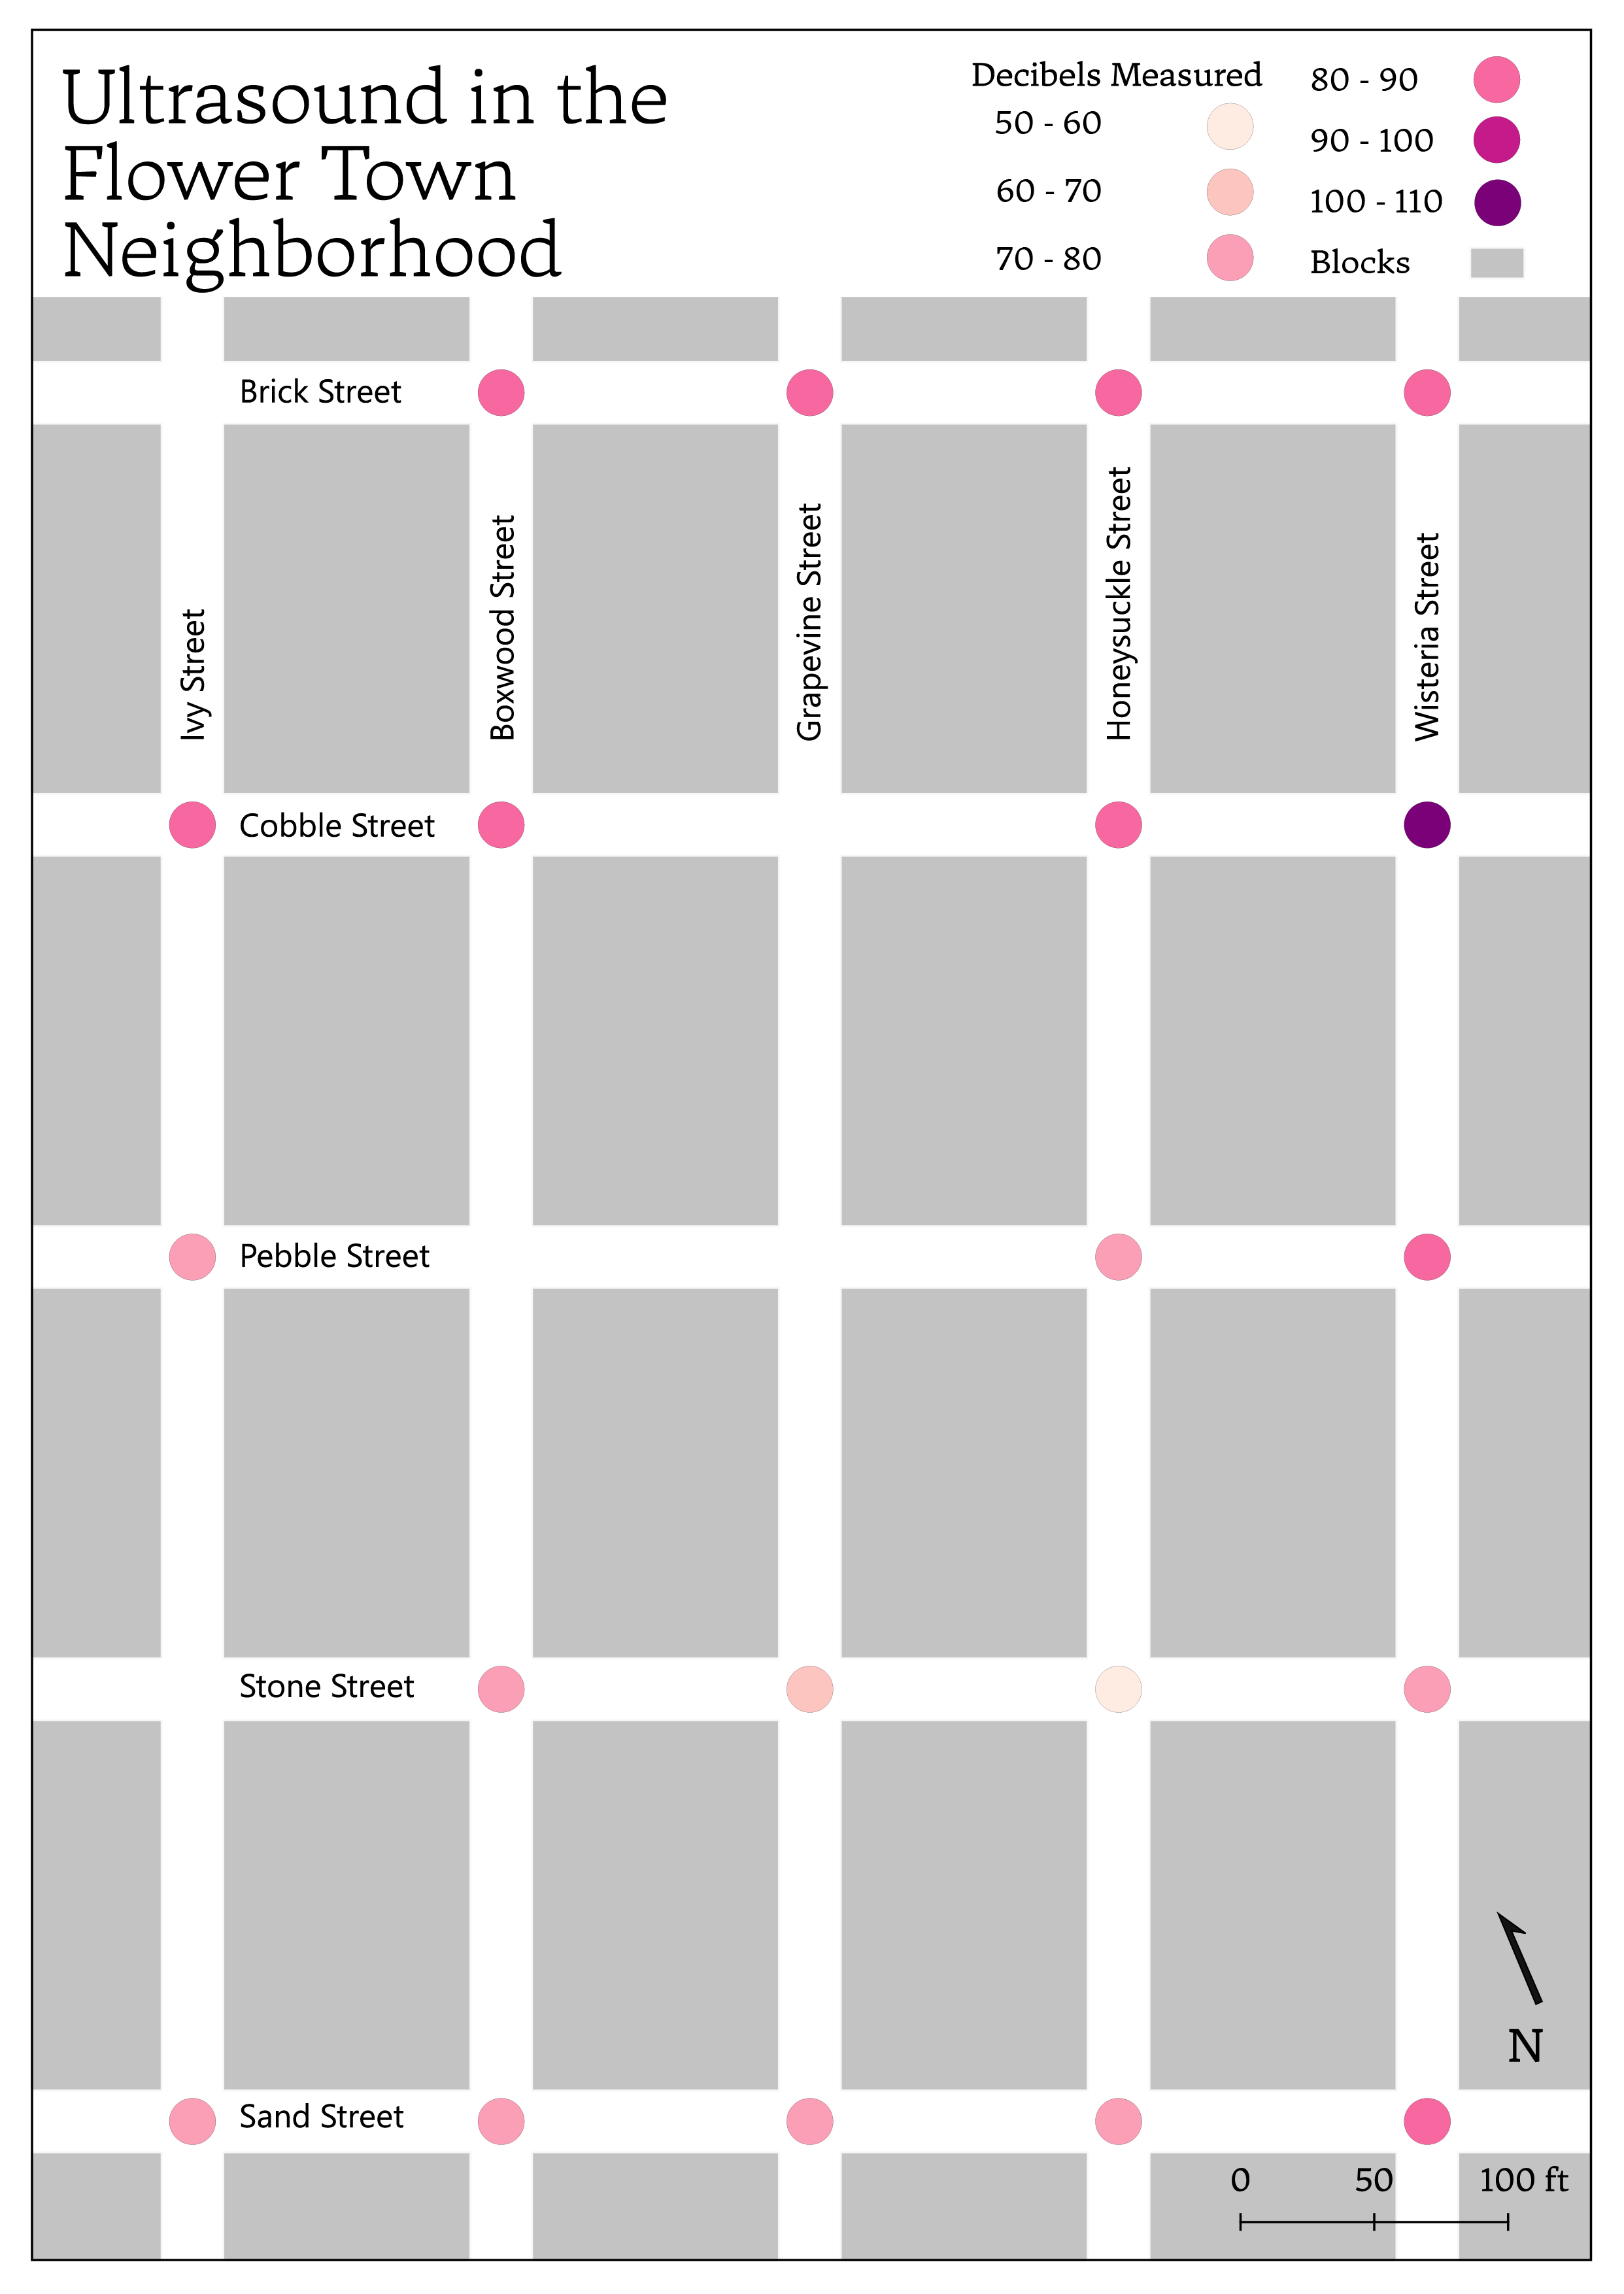 Ultrasound in the
Flower Town
Neighborhood
Decibels Measured
50 - 60
60 - 70
70 - 80
80 - 90
90 - 100
100 - 110
Blocks
Brick Street
Ivy Street
Boxwood Street
Grapevine Street
Honeysuckle Street
Wisteria Street
Cobble Street
Pebble Street
Stone Street
N
Sand Street
0 50 100 ft